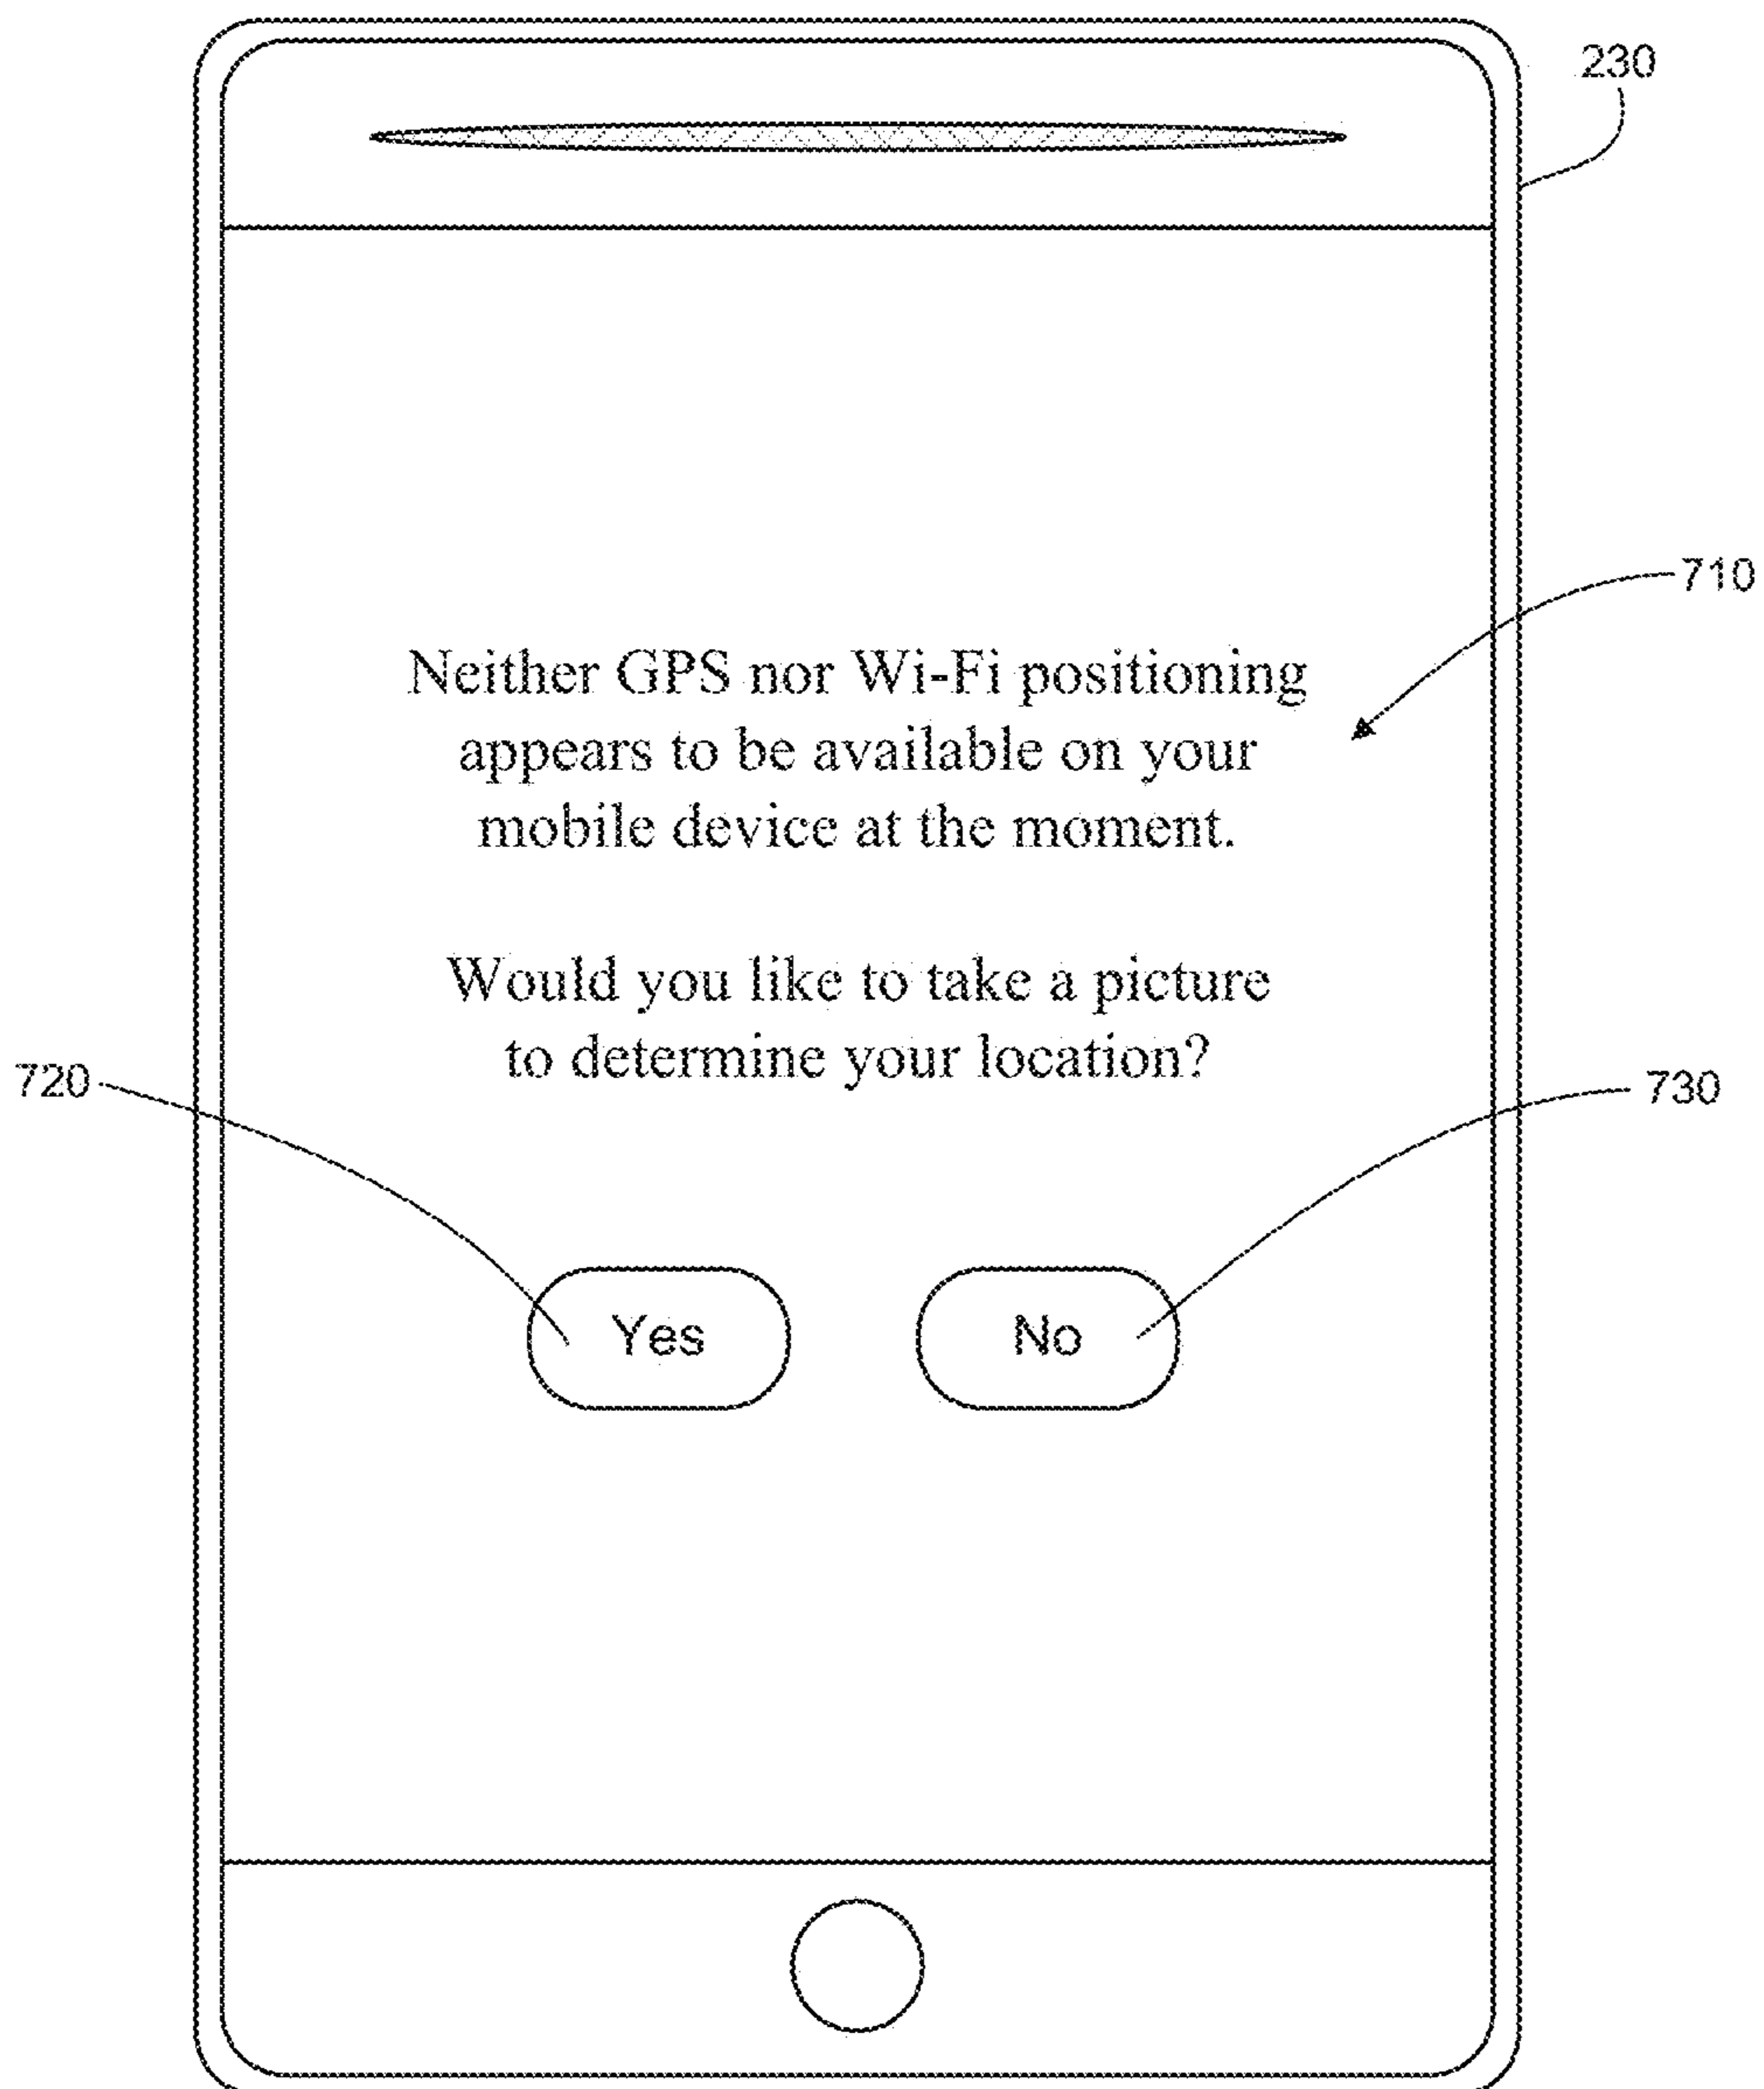 230
710
Neither GPS nor Wi-Fi positioning
appears to be available on your
mobile device at the moment.
Would you like to take a picture
to determine your location?
720
730
Yes
No